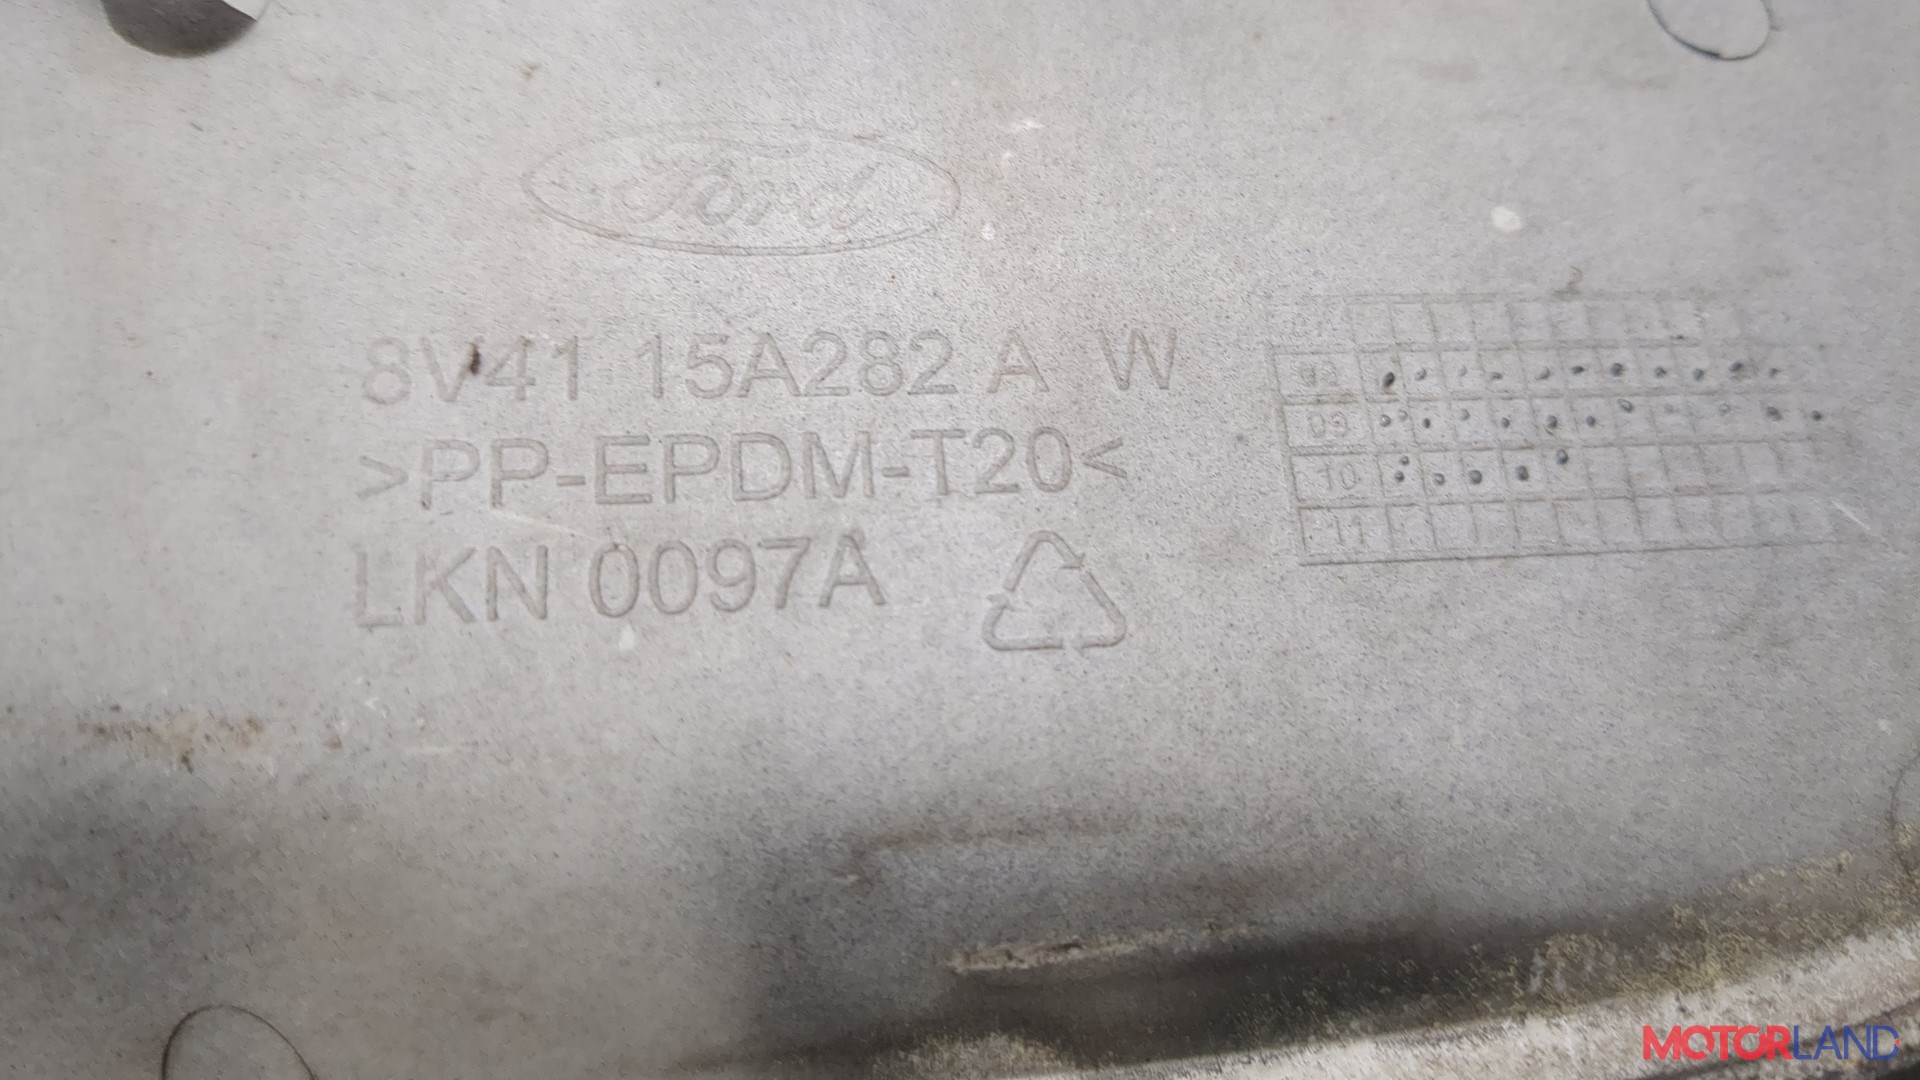 Ford
8V41 15A282 A W
>PP-EPDM-T20<
LKN 0097A
09
10
11
MOTORLAND